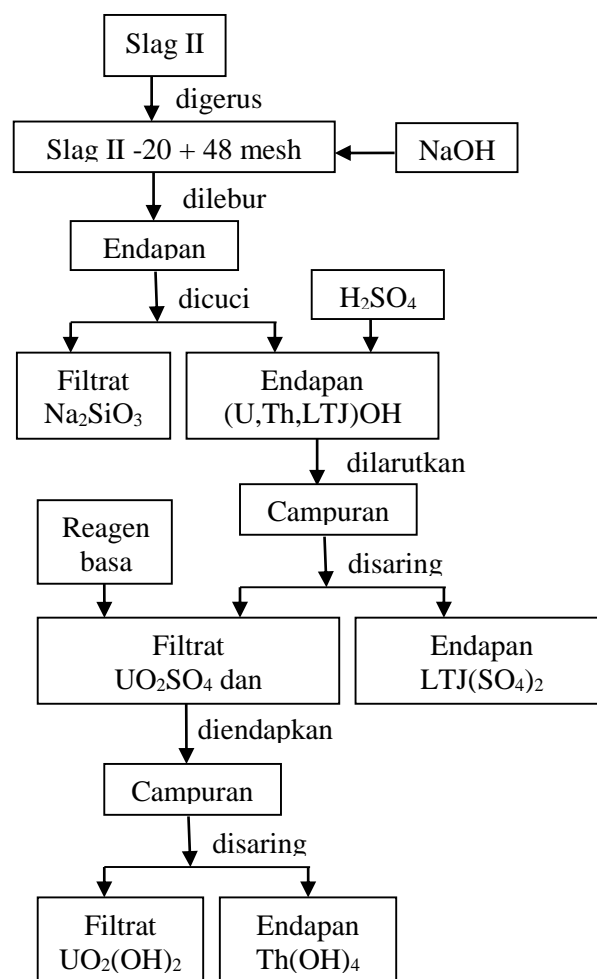 Slag II
digerus
Slag II -20 + 48 mesh
NaOH
dilebur
Endapan
dicuci
H₂SO₄
Filtrat
Na₂SiO₃
Endapan
(U,Th,LTJ)OH
dilarutkan
Campuran
Reagen
basa
disaring
Filtrat
UO₂SO₄ dan
Endapan
LTJ(SO₄)₂
diendapkan
Campuran
disaring
Filtrat
UO₂(OH)₂
Endapan
Th(OH)₄